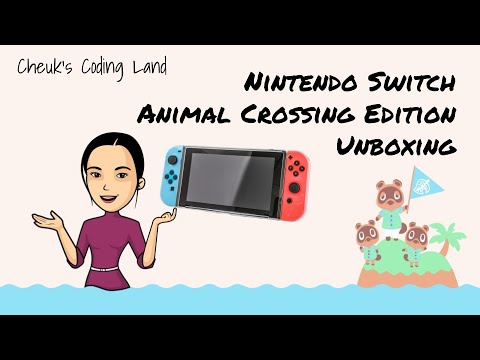 Cheuk's Coding Land
Nintendo Switch
Animal Crossing Edition
Unboxing